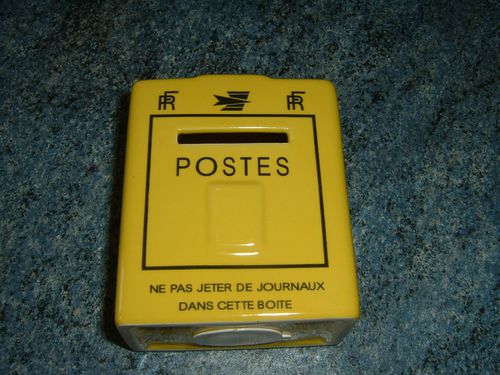 RF RF
POSTES
NE PAS JETER DE JOURNAUX
DANS CETTE BOITE